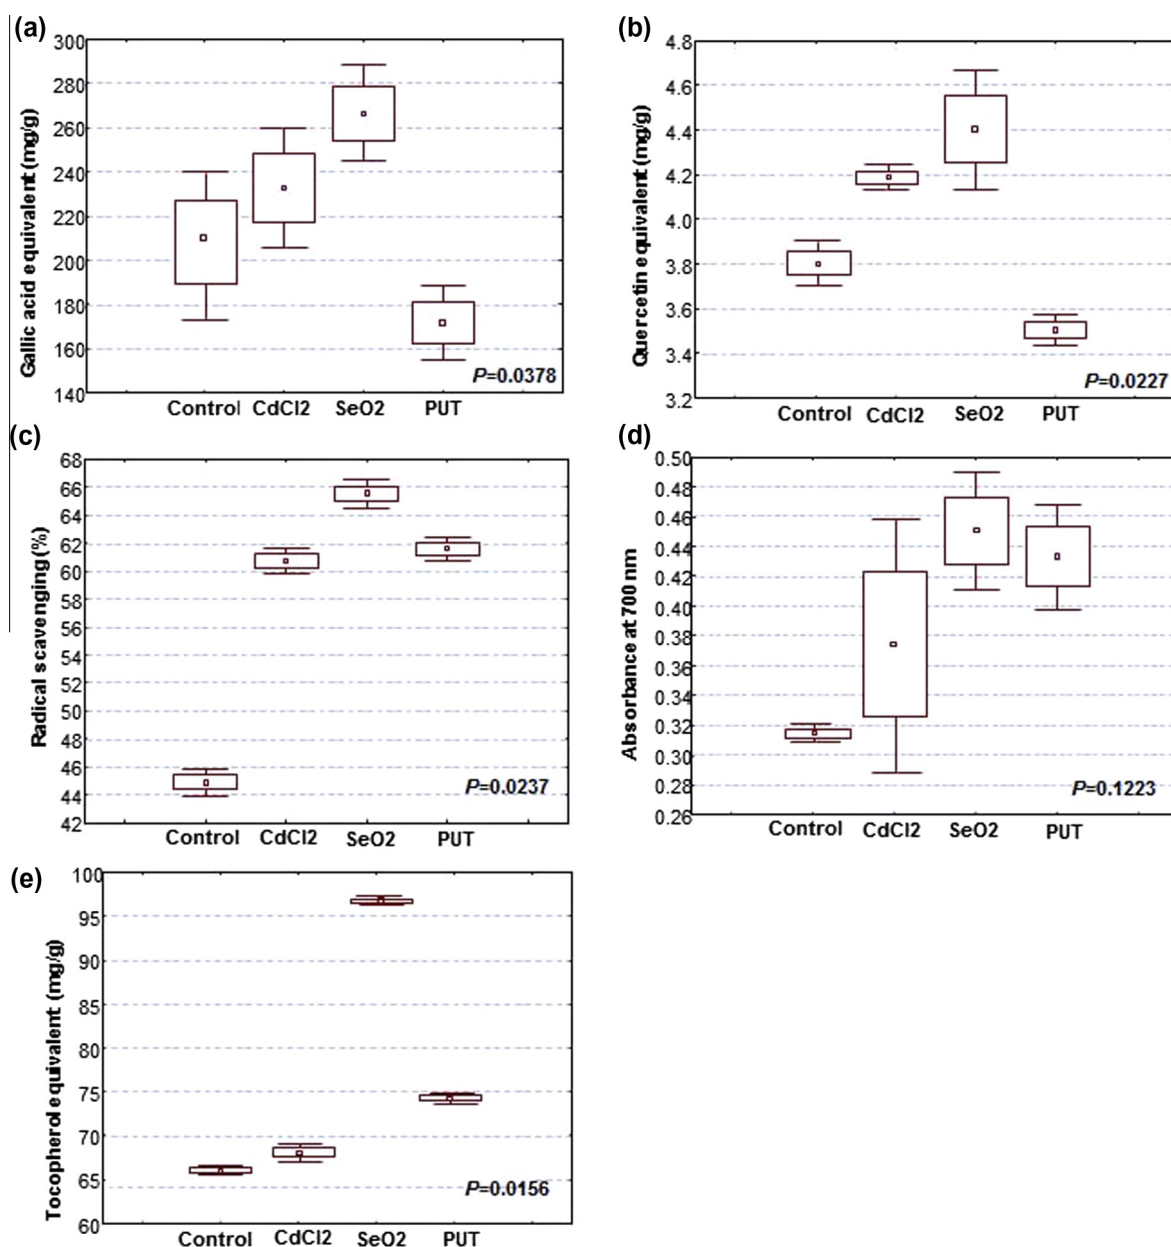 (a)
Gallic acid equivalent (mg/g)
300
280
260
240
220
200
180
160
140
P=0.0378
Control CdCl2 SeO2 PUT
(b)
Quercetin equivalent (mg/g)
4.8
4.6
4.4
4.2
4.0
3.8
3.6
3.4
3.2
P=0.0227
Control CdCl2 SeO2 PUT
(c)
Radical scavenging (%)
68
66
64
62
60
58
56
54
52
50
48
46
44
42
P=0.0237
Control CdCl2 SeO2 PUT
(d)
Absorbance at 700 nm
0.50
0.48
0.46
0.44
0.42
0.40
0.38
0.36
0.34
0.32
0.30
0.28
0.26
P=0.1223
Control CdCl2 SeO2 PUT
(e)
Tocopherol equivalent (mg/g)
100
95
90
85
80
75
70
65
60
P=0.0156
Control CdCl2 SeO2 PUT